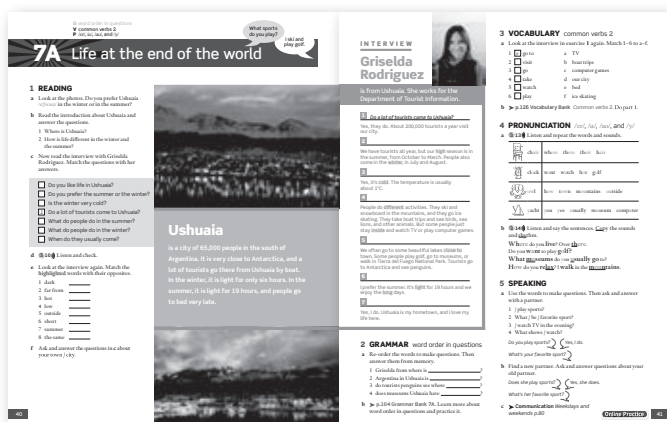 G word order in questions
V common verbs 2
What sports
do you play?
I ski and
play golf.
7A Life at the end of the world
1 READING
a Look at the photos. Do you prefer Ushuaia
in the winter or in the summer?
b Read the introduction about Ushuaia and
answer the questions.
1 Where is Ushuaia?
2 How is life different in the winter and
the summer?
c Now read the interview with Griselda
Rodriguez. Match the questions with her
answers.
Do you like life in Ushuaia?
Do you prefer the summer or the winter?
Is the winter very cold?
Do a lot of tourists come to Ushuaia?
What do people do in the summer?
What do people do in the winter?
When do they usually come?
d Listen and check.
e Look at the interview again. Match the
highlighted words with their opposites.
1 dark
2 far from
3 hot
4 low
5 outside
6 short
7 summer
8 the same
f Ask and answer the questions in c about
your town / city.
40
Ushuaia
is a city of 65,000 people in the south of
Argentina. It is very close to Antarctica, and a
lot of tourists go there from Ushuaia by boat.
In the winter, it is light for only six hours. In the
summer, it is light for 19 hours, and people go
to bed very late.
INTERVIEW
Griselda
Rodriguez
is from Ushuaia. She works for the
Department of Tourist Information.
1 Do a lot of tourists come to Ushuaia?
Yes, they do. About 200,000 tourists a year visit
our city.
2
We have tourists all year, but our high season is in
the summer, from October to March. People also
come in the winter, in July and August.
3
Yes, it's cold. The temperature is usually
about 1°C.
4
People do different activities. They ski and
snowboard in the mountains, and they go ice
skating. They take boat trips and see birds, sea
lions, and other animals. But some people just
stay inside and watch TV or play computer games.
5
We often go to some beautiful lakes close to
town. Some people play golf, go to museums, or
walk in Tierra del Fuego National Park. Tourists go
to Antarctica and see penguins.
6
I prefer the summer. It's light for 19 hours and we
enjoy the long days.
7
Yes, I do. Ushuaia is my hometown, and I love my
life here.
2 GRAMMAR word order in questions
a Re-order the words to make questions. Then
answer them from memory.
1 Griselda from where is
2 Argentina in Ushuaia is
3 do tourists penguins see where
4 does museums Ushuaia have
b p.104 Grammar Bank 7A. Learn more about
word order in questions and practice it.
3 VOCABULARY common verbs 2
a Look at the interview in exercise 1 again. Match 1–6 to a–f.
1 go to a TV
2 visit b boat trips
3 go c computer games
4 take d our city
5 watch e bed
6 play f ice skating
b p.126 Vocabulary Bank Common verbs 2. Do part 1.
4 PRONUNCIATION
a Listen and repeat the words and sounds.
chair where there their hair
clock want watch hot golf
owl how town mountains outside
yacht you yes usually museum computer
b Listen and say the sentences. Copy the sounds
and rhythm.
Where do you live? Over there.
Do you want to play golf?
What museums do you usually go to?
How do you relax? I walk in the mountains.
5 SPEAKING
a Use the words to make questions. Then ask and answer
with a partner.
1 / play sports?
2 What / be / favorite sport?
3 / watch TV in the evening?
4 What shows / watch?
Do you play sports? Yes, I do.
What's your favorite sport?
b Find a new partner. Ask and answer questions about your
old partner.
Does she play sports? Yes, she does.
What's her favorite sport?
c Communication Weekdays and
weekends p.80
Online Practice
41